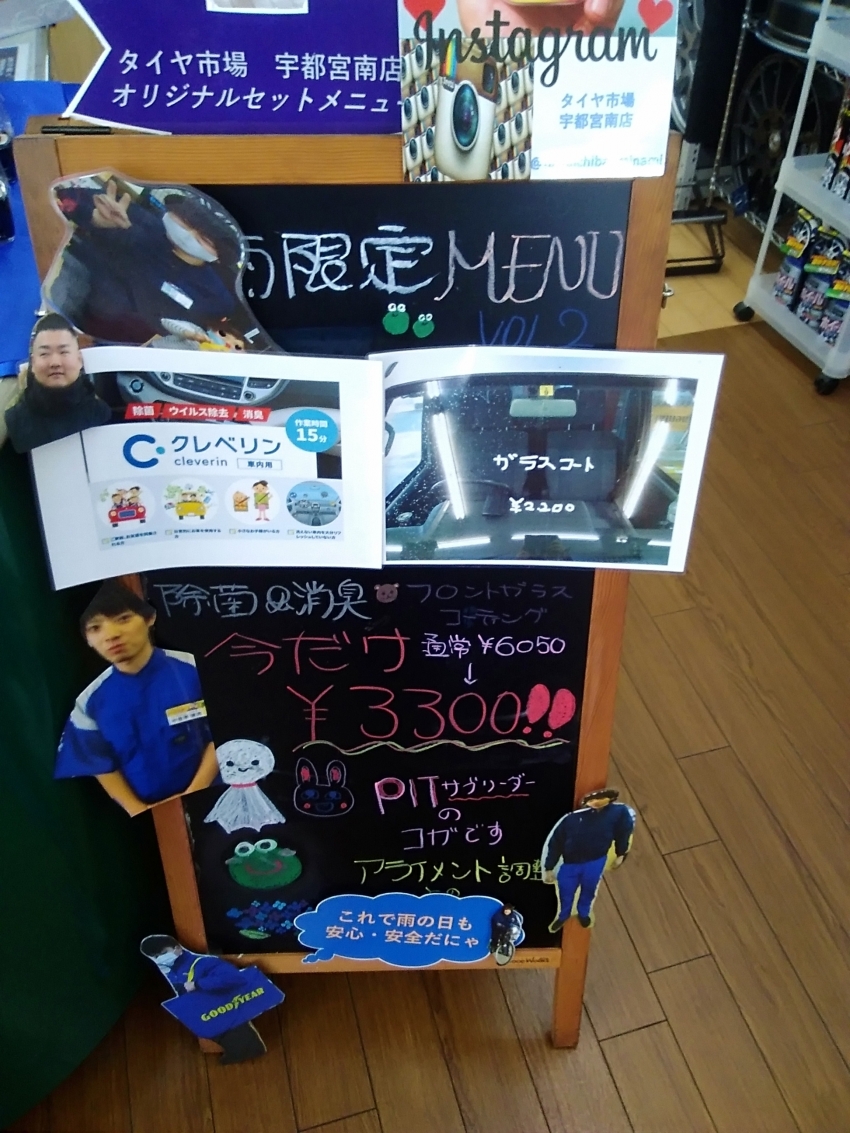 タイヤ市場 宇都宮南店
オリジナルセットメニュー
Instagram
タイヤ市場
宇都宮南店
南限定MENU
VOL2
除菌 ウイルス除去 消臭
作業時間
15分
クレベリン
cleverin 車内用
ガラスコート
¥2200
除菌&消臭
フロントガラス
コーティング
今だけ 通常 ¥6050
↓
¥3300!!
PITサブリーダー
の
コガです
アライメント調整
これで雨の日も
安心・安全だにゃ
GOODYEAR